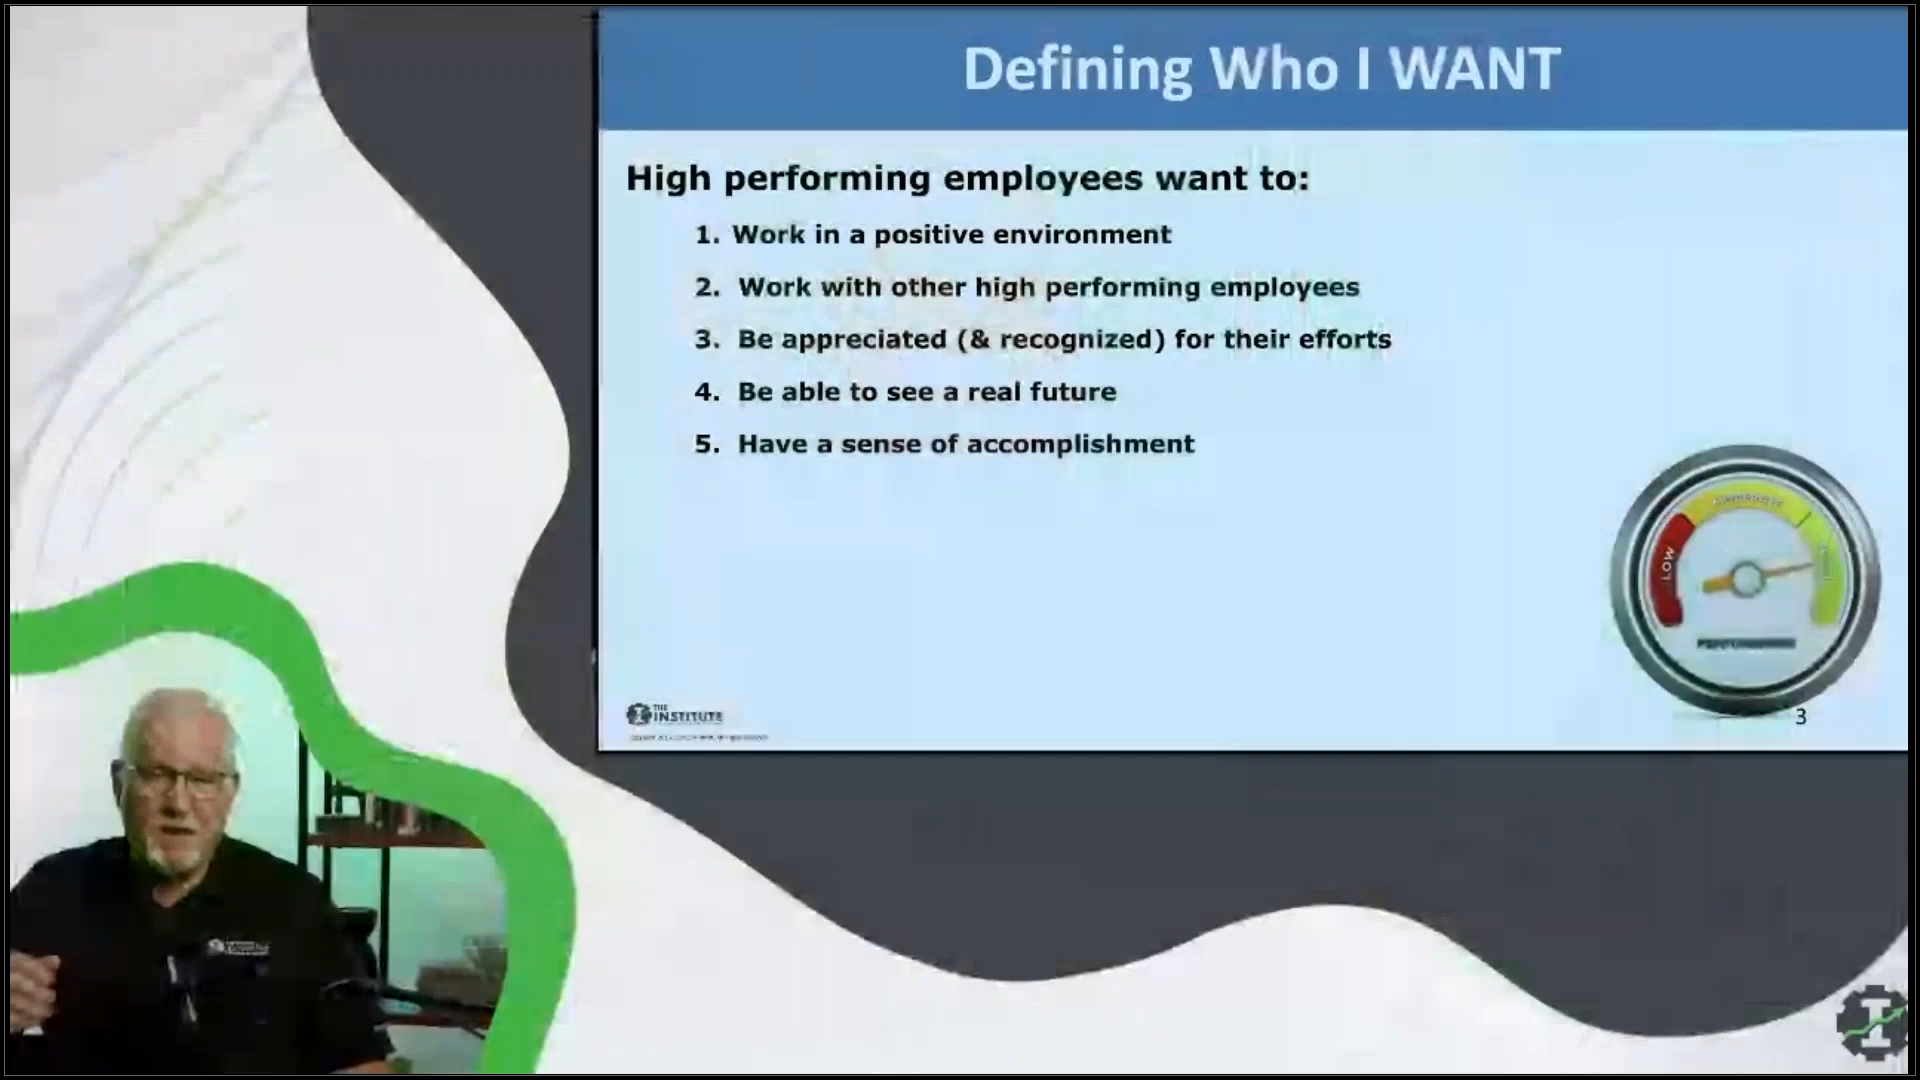 Defining Who I WANT
High performing employees want to:
1. Work in a positive environment
2. Work with other high performing employees
3. Be appreciated (& recognized) for their efforts
4. Be able to see a real future
5. Have a sense of accomplishment
LOW
THE
INSTITUTE
3